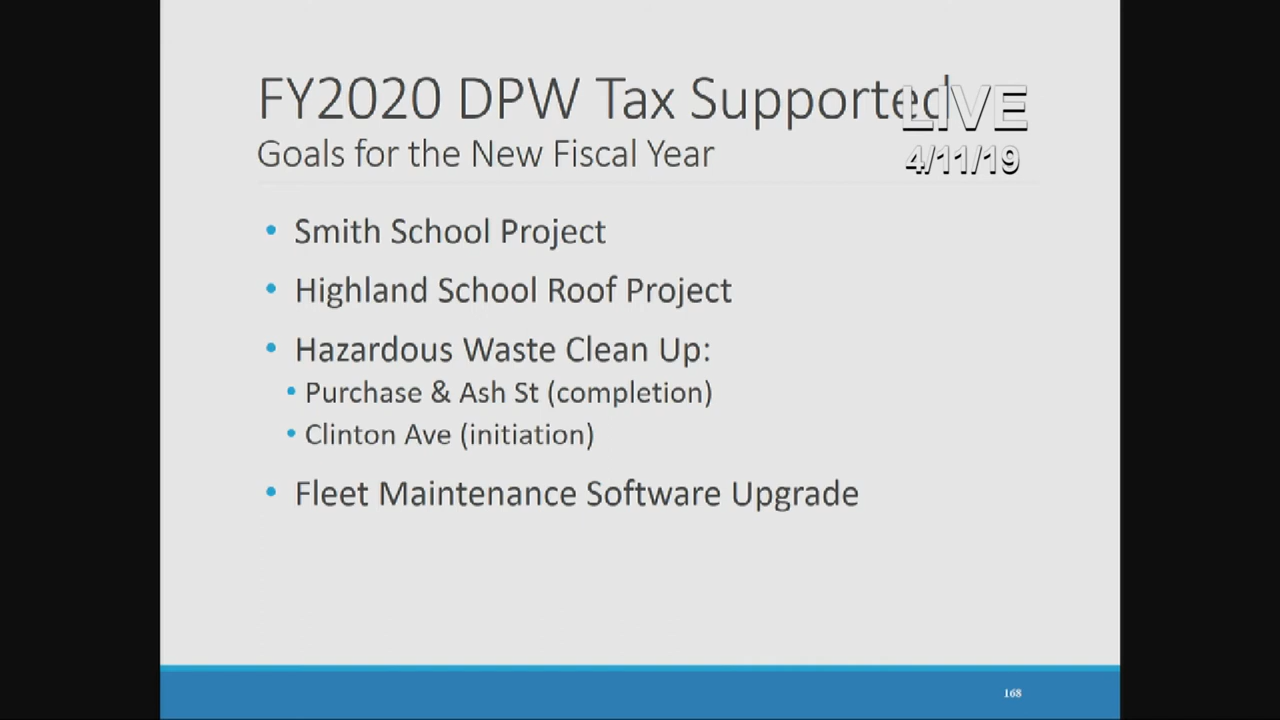 FY2020 DPW Tax Supported
LIVE
Goals for the New Fiscal Year
4/11/19
• Smith School Project
• Highland School Roof Project
• Hazardous Waste Clean Up:
• Purchase & Ash St (completion)
• Clinton Ave (initiation)
• Fleet Maintenance Software Upgrade
168